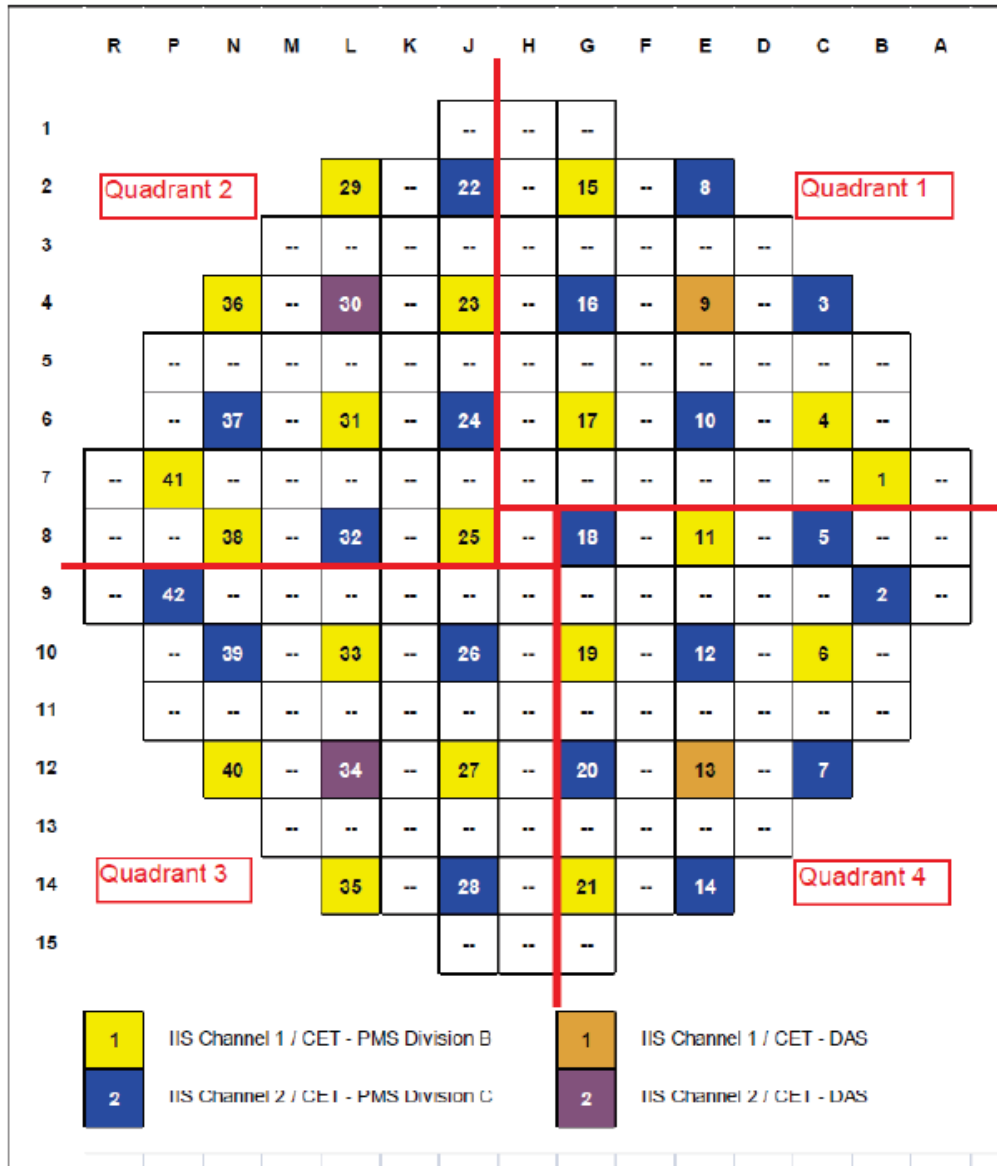 R P N M L K J H G F E D C B A
1 -- -- --
2 Quadrant 2 29 -- 22 -- 15 -- 8 Quadrant 1
3 -- -- -- -- -- -- -- -- --
4 36 -- 30 -- 23 -- 16 -- 9 -- 3
5 -- -- -- -- -- -- -- -- -- -- -- -- --
6 -- 37 -- 31 -- 24 -- 17 -- 10 -- 4 --
7 -- 41 -- -- -- -- -- -- -- -- -- -- -- 1 --
8 -- -- 38 -- 32 -- 25 -- 18 -- 11 -- 5 -- --
9 -- 42 -- -- -- -- -- -- -- -- -- -- -- 2 --
10 -- 39 -- 33 -- 26 -- 19 -- 12 -- 6 --
11 -- -- -- -- -- -- -- -- -- -- -- -- --
12 40 -- 34 -- 27 -- 20 -- 13 -- 7
13 -- -- -- -- -- -- -- -- --
14 Quadrant 3 35 -- 28 -- 21 -- 14 Quadrant 4
15 -- -- --
1 IIS Channel 1 / CET - PMS Division B 1 IIS Channel 1 / CET - DAS
2 IIS Channel 2 / CET - PMS Division C 2 IIS Channel 2 / CET - DAS